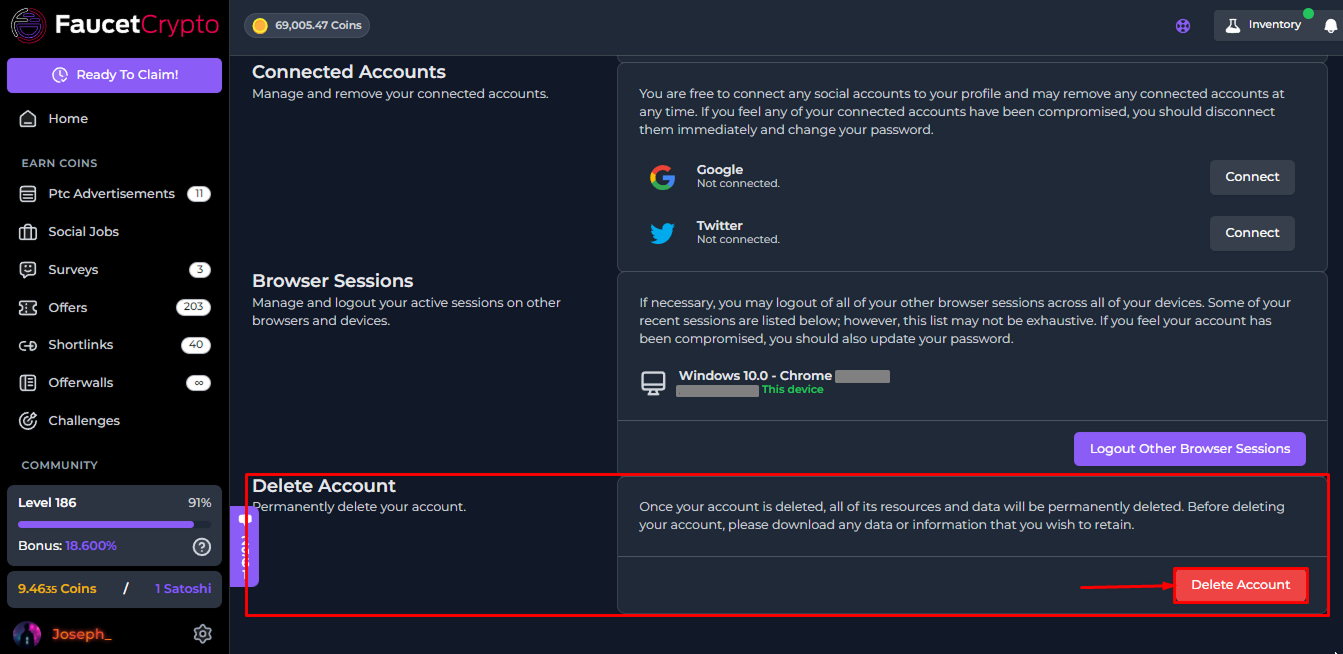 FaucetCrypto
69,005.47 Coins
Inventory
Ready To Claim!
Home
EARN COINS
Ptc Advertisements 11
Social Jobs
Surveys 3
Offers 203
Shortlinks 40
Offerwalls ∞
Challenges
COMMUNITY
Level 186 91%
Bonus: 18.600% ?
9.4635 Coins / 1 Satoshi
Joseph_
Connected Accounts
Manage and remove your connected accounts.
You are free to connect any social accounts to your profile and may remove any connected accounts at
any time. If you feel any of your connected accounts have been compromised, you should disconnect
them immediately and change your password.
Google
Not connected.
Connect
Twitter
Not connected.
Connect
Browser Sessions
Manage and logout your active sessions on other
browsers and devices.
If necessary, you may logout of all of your other browser sessions across all of your devices. Some of your
recent sessions are listed below; however, this list may not be exhaustive. If you feel your account has
been compromised, you should also update your password.
Windows 10.0 - Chrome
This device
Logout Other Browser Sessions
Delete Account
Permanently delete your account.
Once your account is deleted, all of its resources and data will be permanently deleted. Before deleting
your account, please download any data or information that you wish to retain.
Delete Account